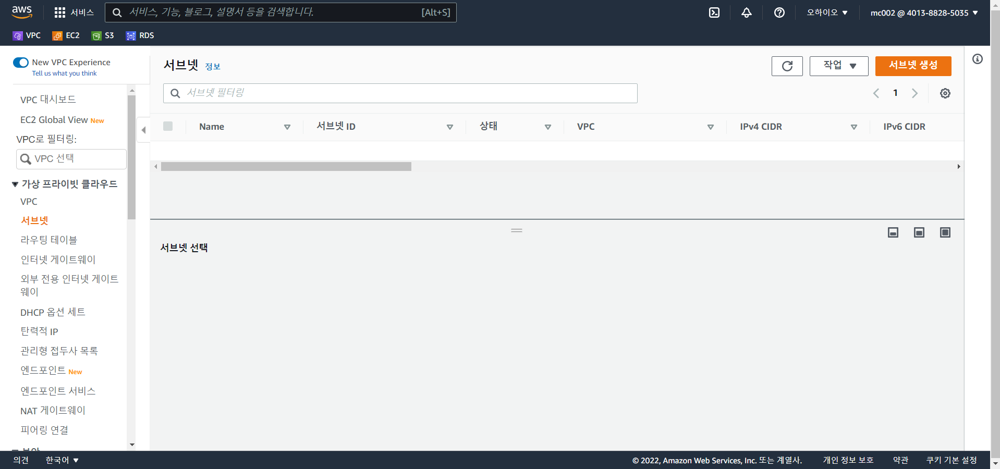 aws
서비스
서비스, 기능, 블로그, 설명서 등을 검색합니다.
[Alt+S]
오하이오
mc002 @ 4013-8828-5035
VPC
EC2
S3
RDS
New VPC Experience
Tell us what you think
VPC 대시보드
EC2 Global View New
VPC로 필터링:
VPC 선택
가상 프라이빗 클라우드
VPC
서브넷
라우팅 테이블
인터넷 게이트웨이
외부 전용 인터넷 게이트
웨이
DHCP 옵션 세트
탄력적 IP
관리형 접두사 목록
엔드포인트 New
엔드포인트 서비스
NAT 게이트웨이
피어링 연결
서브넷 정보
작업
서브넷 생성
서브넷 필터링
1
Name
서브넷 ID
상태
VPC
IPv4 CIDR
IPv6 CIDR
서브넷 선택
의견
한국어
© 2022, Amazon Web Services, Inc. 또는 계열사.
개인 정보 보호
약관
쿠키 기본 설정